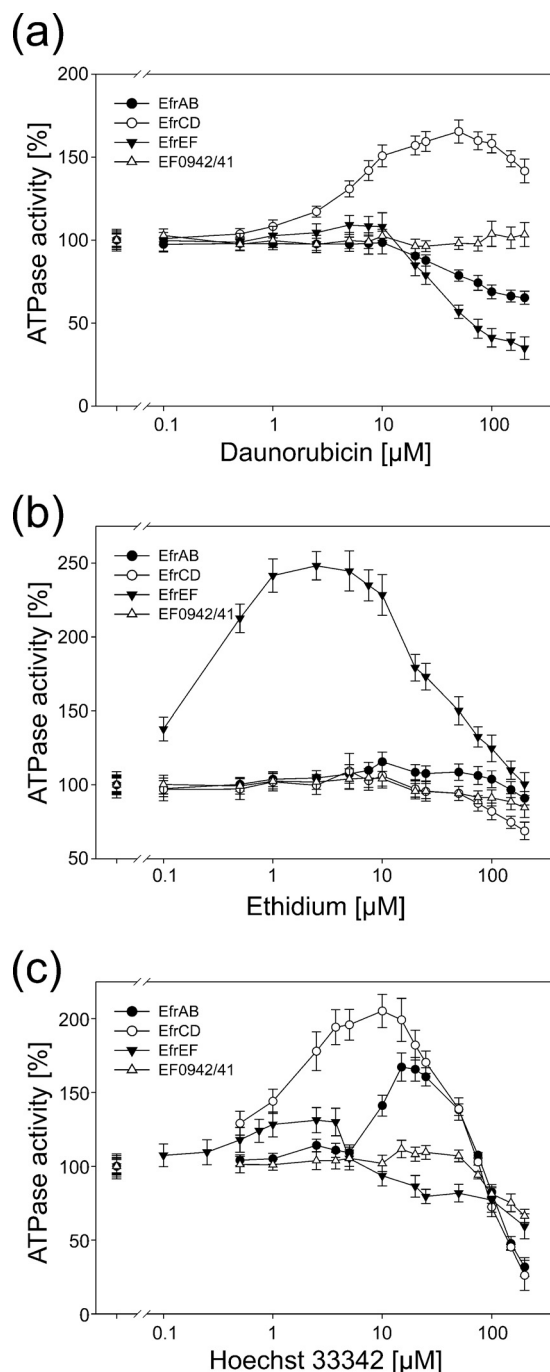 (a)
200
150
100
50
0
ATPase activity [%]
EfrAB
EfrCD
EfrEF
EF0942/41
0.1 1 10 100
Daunorubicin [µM]
(b)
250
200
150
100
50
ATPase activity [%]
EfrAB
EfrCD
EfrEF
EF0942/41
0.1 1 10 100
Ethidium [µM]
(c)
200
150
100
50
0
ATPase activity [%]
EfrAB
EfrCD
EfrEF
EF0942/41
0.1 1 10 100
Hoechst 33342 [µM]